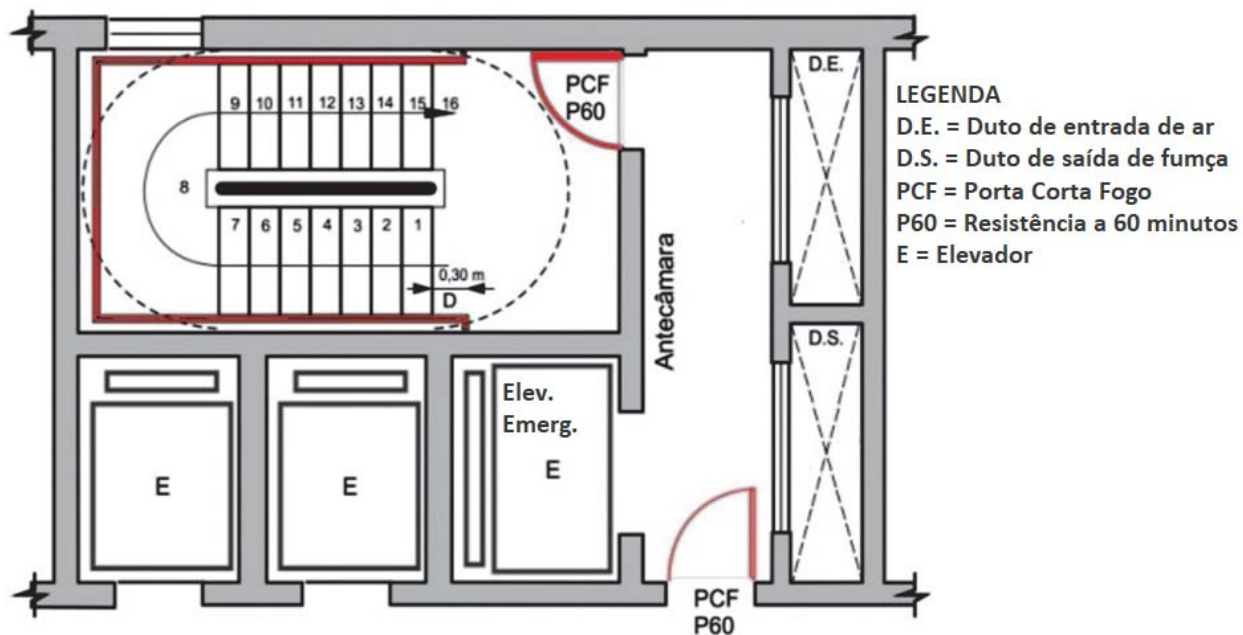 9 10 11 12 13 14 15 16
8
7 6 5 4 3 2 1
0,30 m
D
PCF
P60
Antecâmara
D.E.
D.S.
E
E
Elev.
Emerg.
E
PCF
P60
LEGENDA
D.E. = Duto de entrada de ar
D.S. = Duto de saída de fumça
PCF = Porta Corta Fogo
P60 = Resistência a 60 minutos
E = Elevador